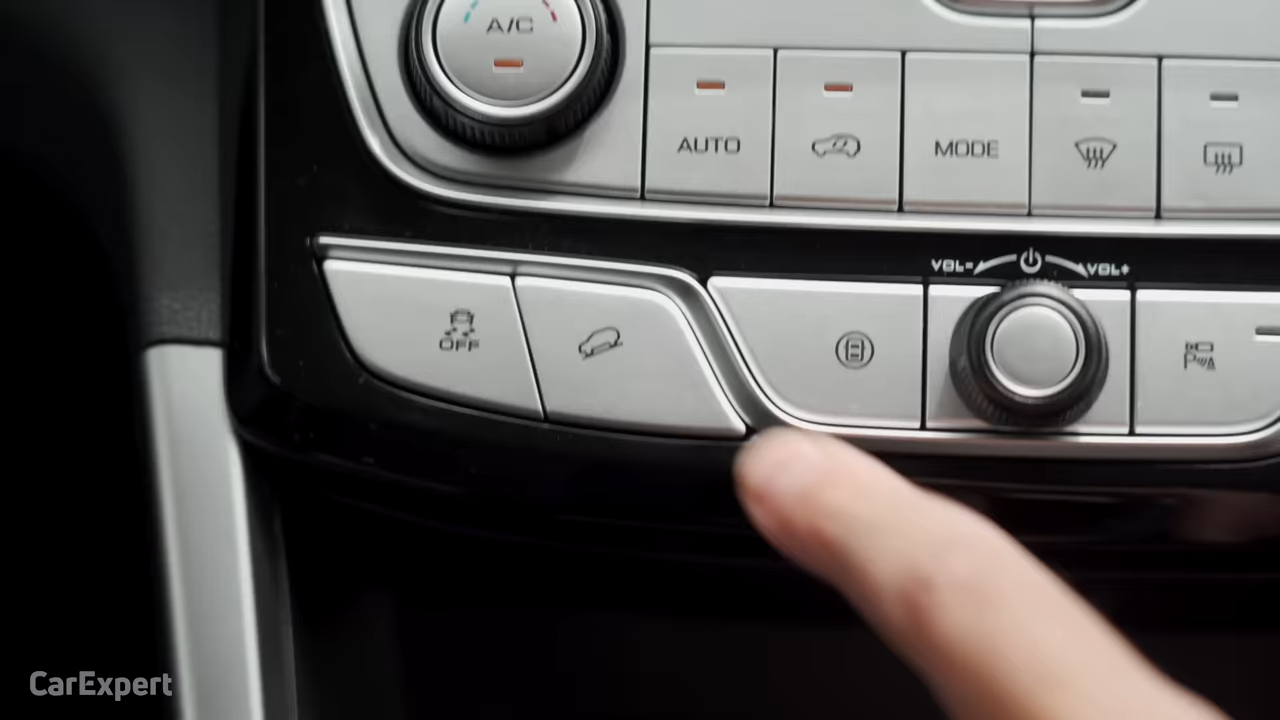 A/C
AUTO
MODE
VOL-
VOL+
OFF
P
CarExpert